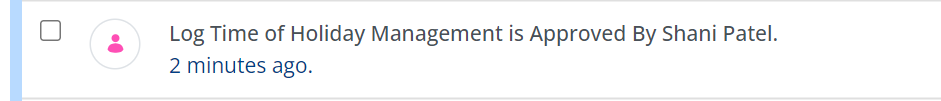 Log Time of Holiday Management is Approved By Shani Patel.
2 minutes ago.